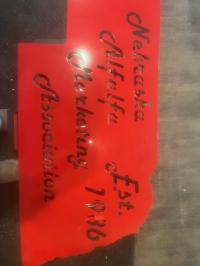 Nebraska
Alfalfa
Marketing
Association
Est.
1986